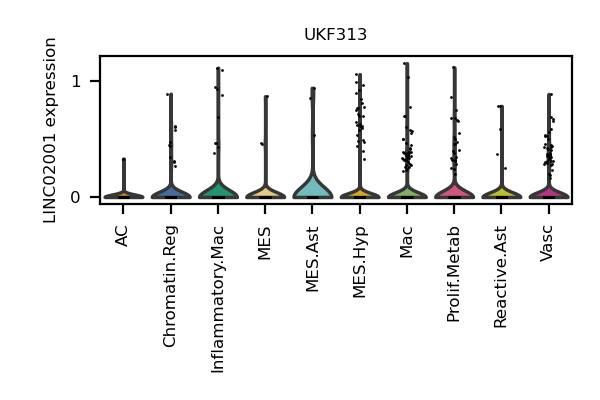 UKF313
LINC02001 expression
1
0
AC
Chromatin.Reg
Inflammatory.Mac
MES
MES.Ast
MES.Hyp
Mac
Prolif.Metab
Reactive.Ast
Vasc